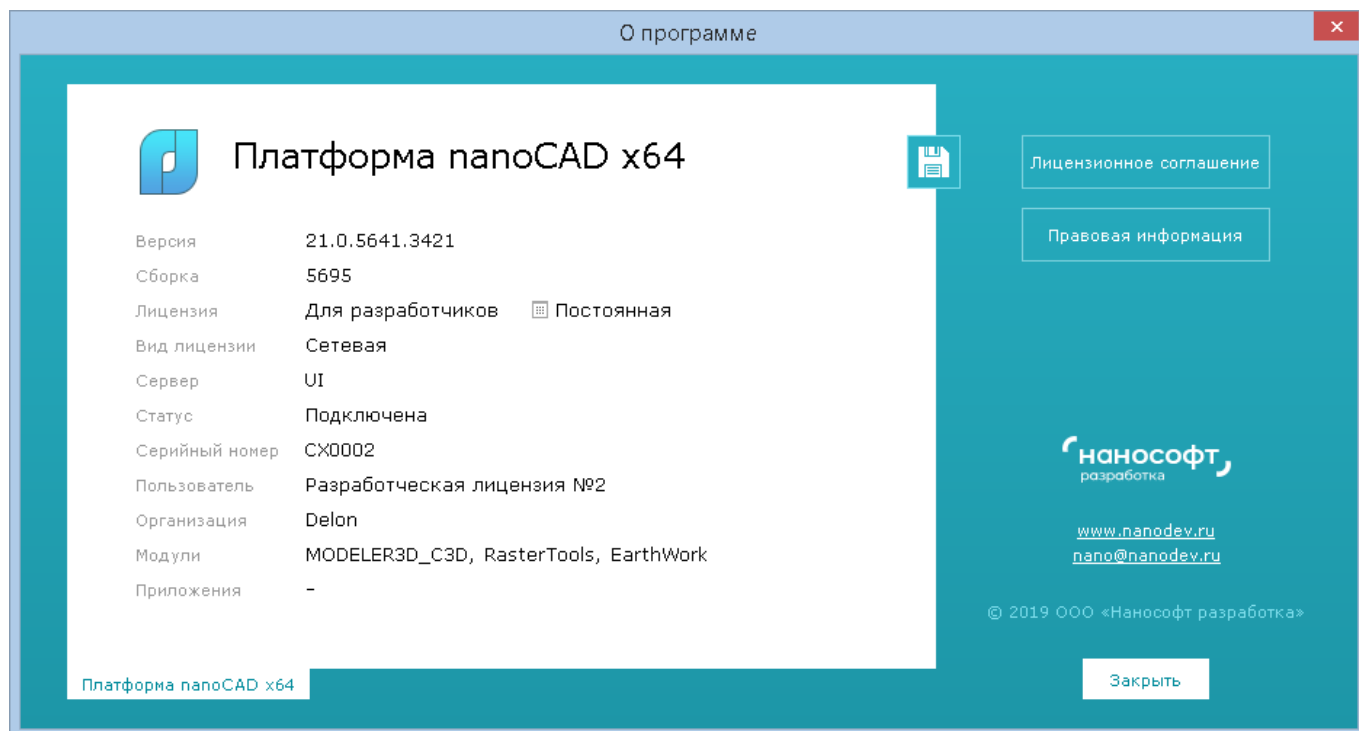 О программе
Платформа nanoCAD x64
Версия 21.0.5641.3421
Сборка 5695
Лицензия Для разработчиков Постоянная
Вид лицензии Сетевая
Сервер UI
Статус Подключена
Серийный номер CX0002
Пользователь Разработческая лицензия №2
Организация Delon
Модули MODELER3D_C3D, RasterTools, EarthWork
Приложения –
Платформа nanoCAD x64
Лицензионное соглашение
Правовая информация
нанософт
разработка
www.nanodev.ru
nano@nanodev.ru
© 2019 ООО «Нанософт разработка»
Закрыть